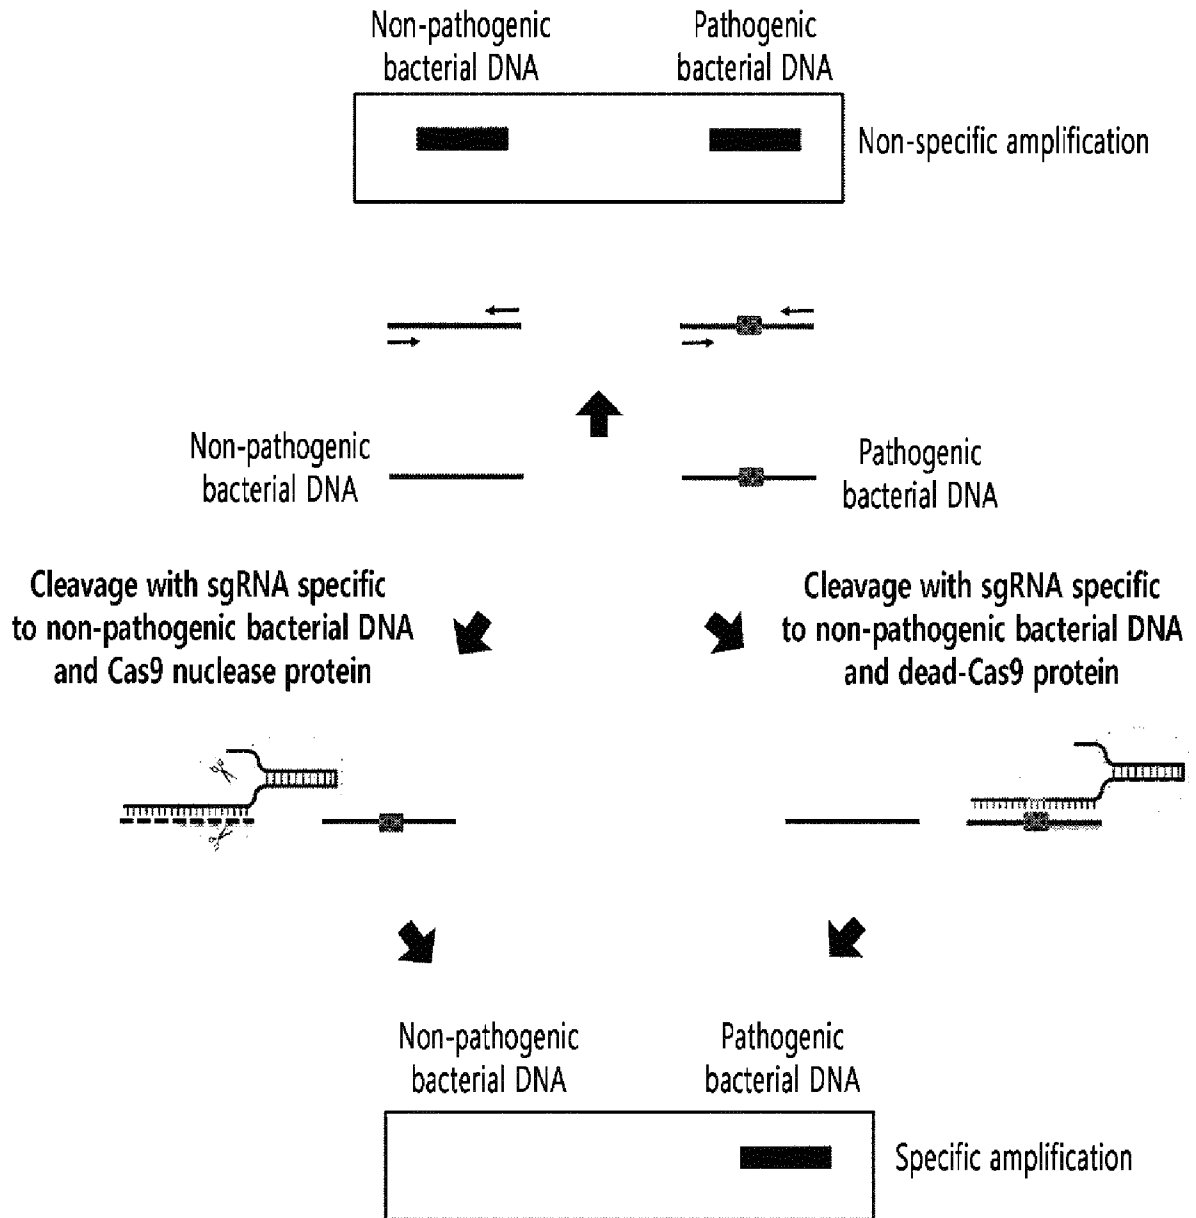 Non-pathogenic
bacterial DNA
Pathogenic
bacterial DNA
Non-specific amplification
Non-pathogenic
bacterial DNA
Pathogenic
bacterial DNA
Cleavage with sgRNA specific
to non-pathogenic bacterial DNA
and Cas9 nuclease protein
Cleavage with sgRNA specific
to non-pathogenic bacterial DNA
and dead-Cas9 protein
Non-pathogenic
bacterial DNA
Pathogenic
bacterial DNA
Specific amplification